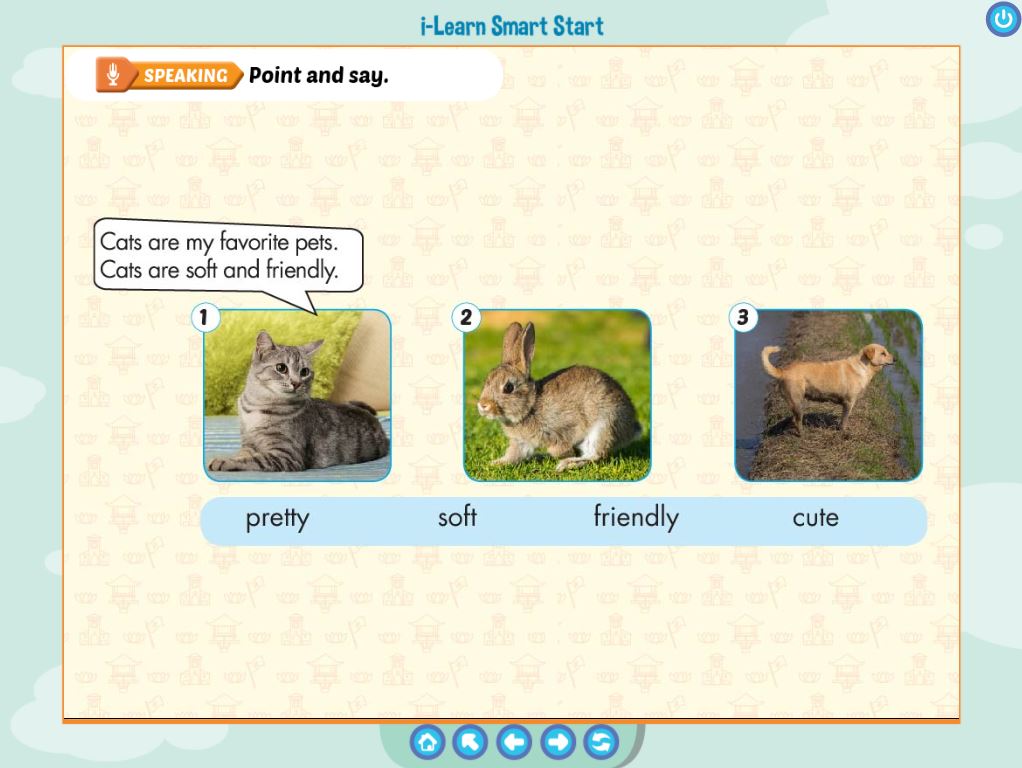 i-Learn Smart Start
SPEAKING Point and say.
Cats are my favorite pets.
Cats are soft and friendly.
1
2
3
pretty soft friendly cute